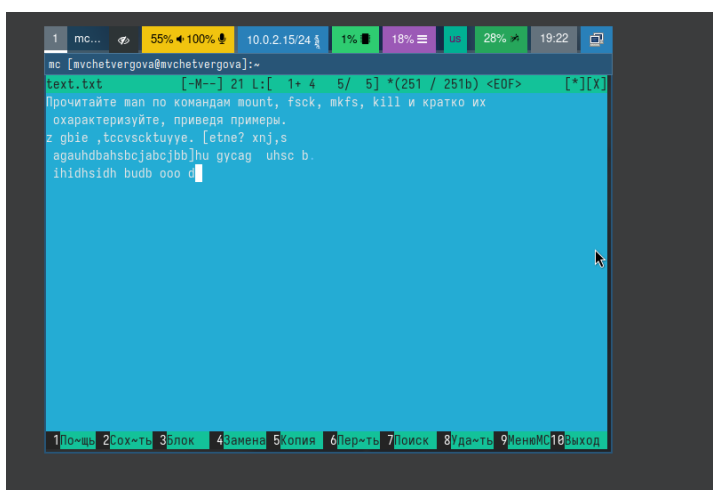 1 mc... 55% 100% 10.0.2.15/24 1% 18% us 28% 19:22
mc [mvchetvergova@mvchetvergova]:~
text.txt [-M--] 21 L:[ 1+ 4 5/ 5] *(251 / 251b) <EOF> [*][X]
Прочитайте man по командам mount, fsck, mkfs, kill и кратко их
охарактеризуйте, приведя примеры.
z gbie ,tccvscktuyye. [etne? xnj,s
agauhdbahsbcjabcjbb]hu gycag uhsc b.
ihidhsidh budb ooo d
1По~щь 2Сох~ть 3Блок 4Замена 5Копия 6Пер~ть 7Поиск 8Уда~ть 9МенюMC 10Выход